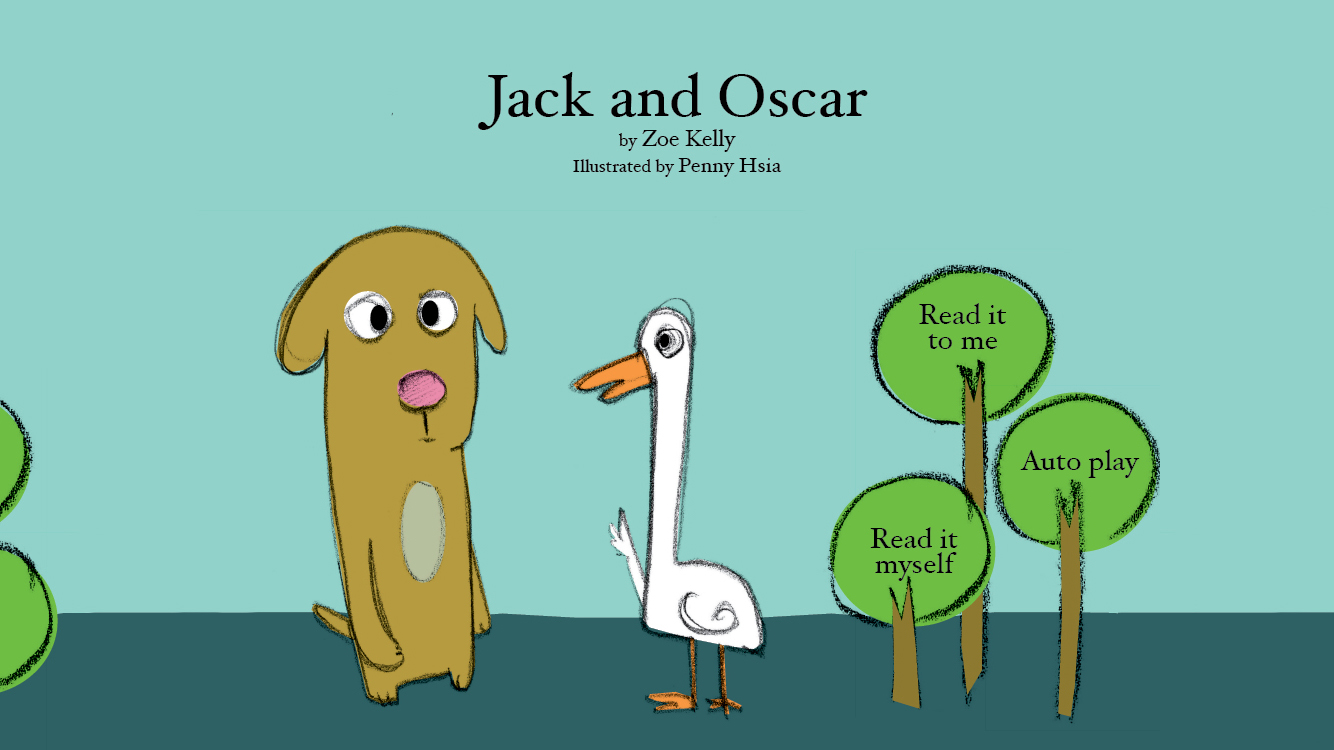 Jack and Oscar
by Zoe Kelly
Illustrated by Penny Hsia
Read it
to me
Auto play
Read it
myself